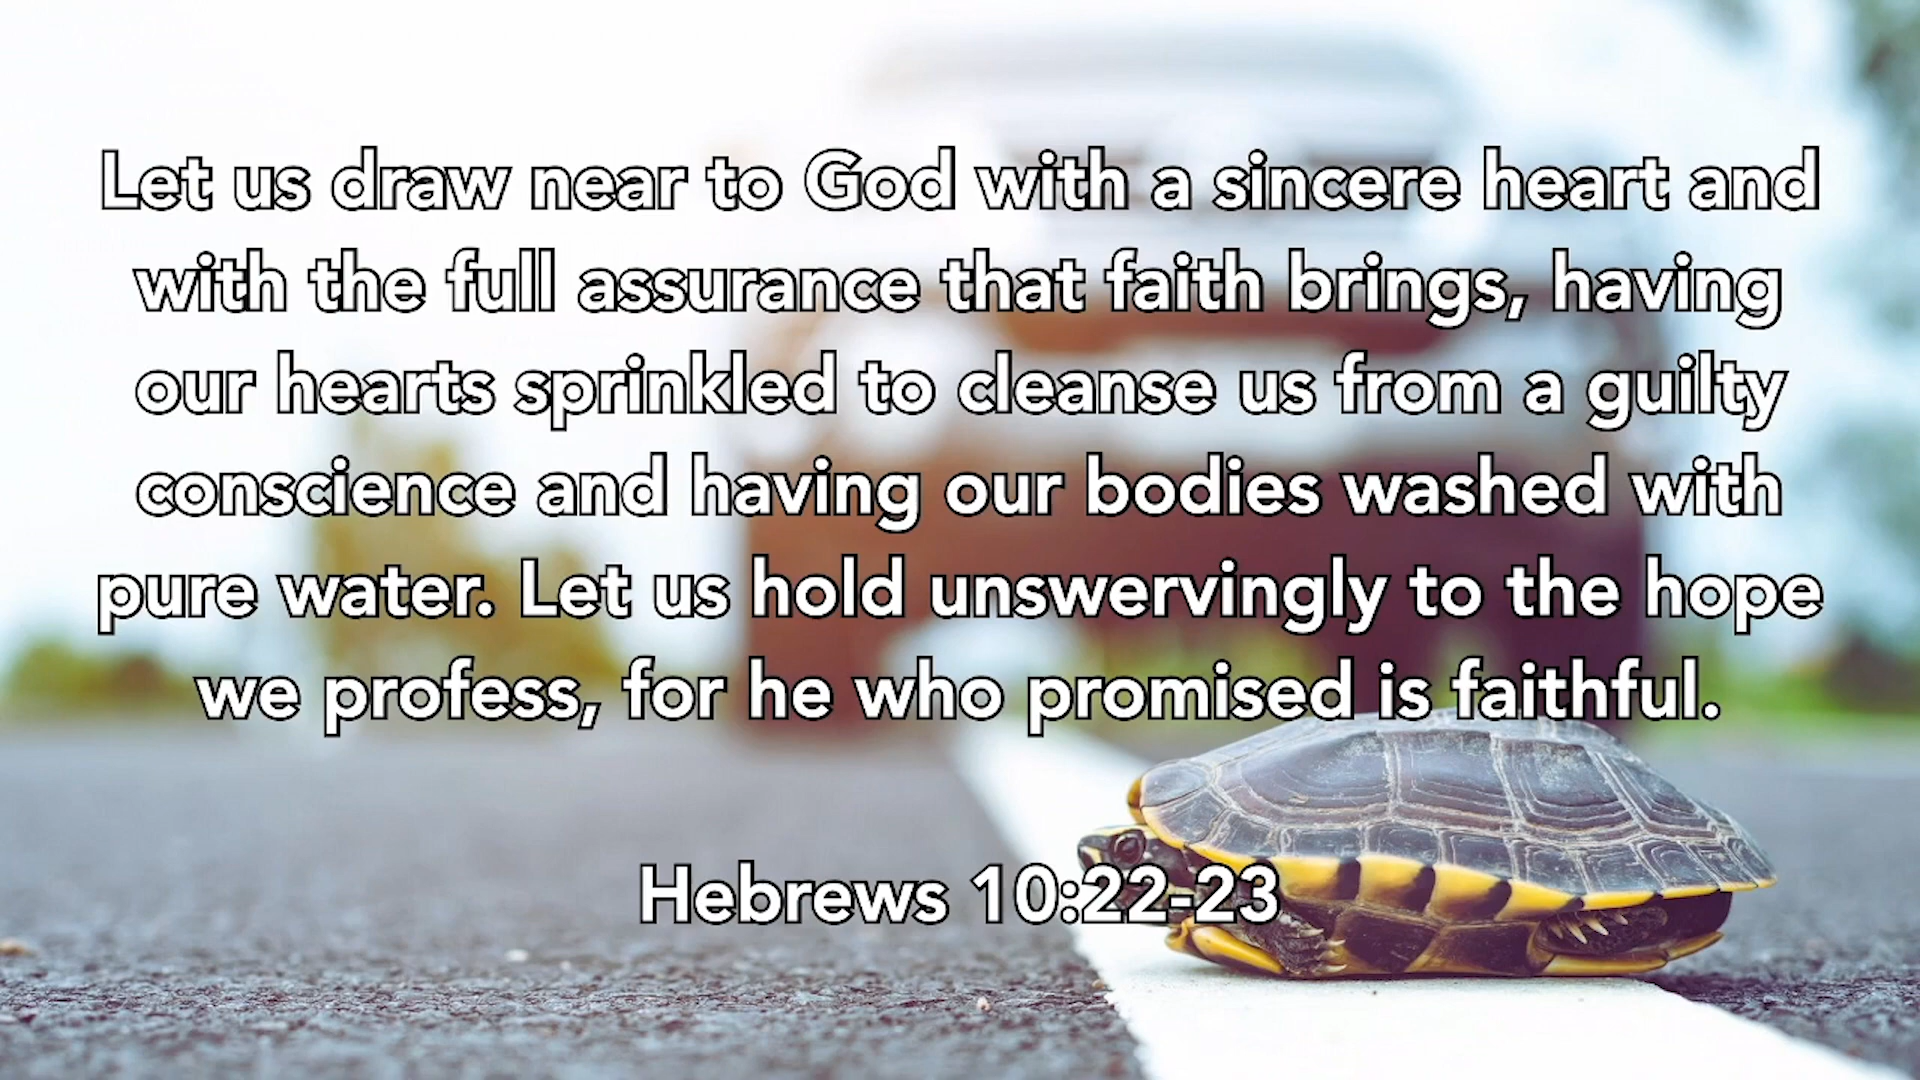 Let us draw near to God with a sincere heart and
with the full assurance that faith brings, having
our hearts sprinkled to cleanse us from a guilty
conscience and having our bodies washed with
pure water. Let us hold unswervingly to the hope
we profess, for he who promised is faithful.
Hebrews 10:22-23